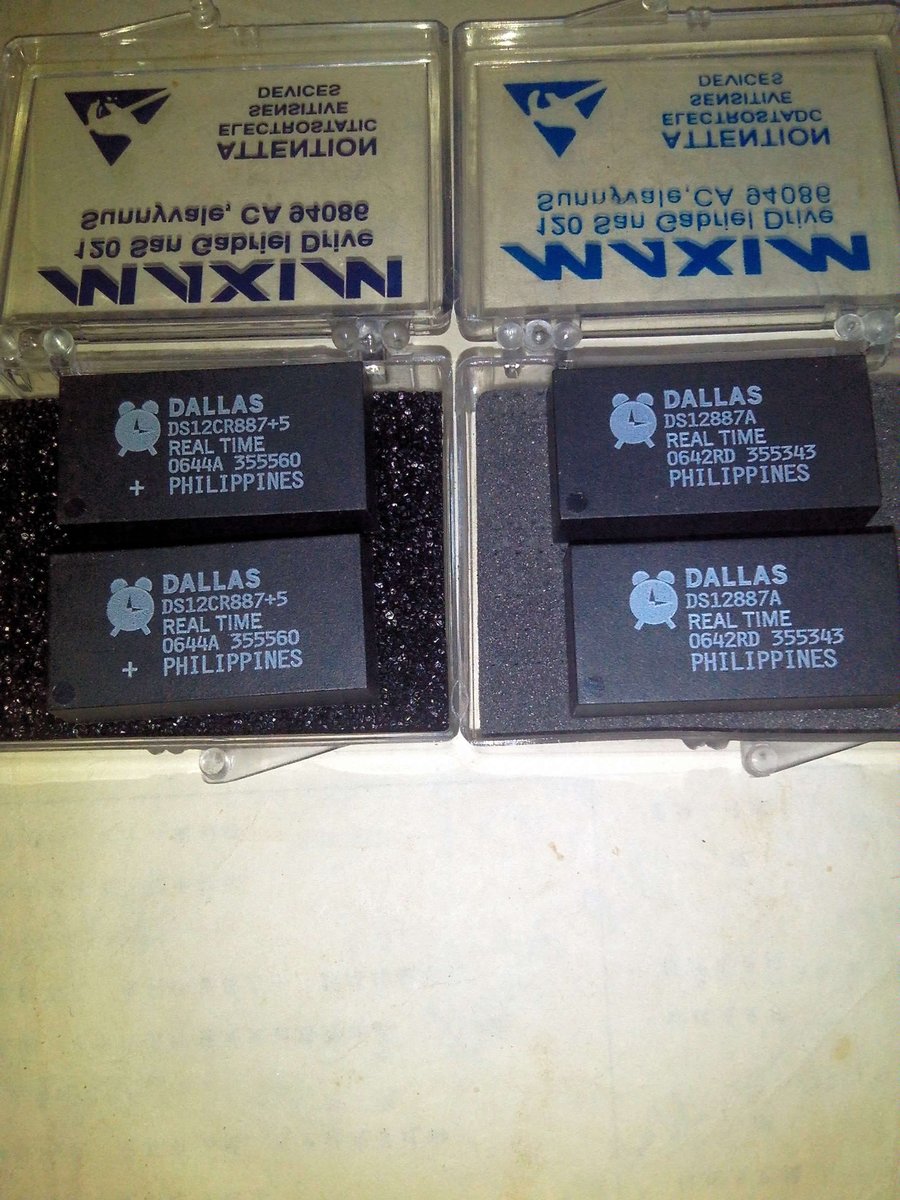 MAXIM
120 San Gabriel Drive
Sunnyvale, CA 94086
ATTENTION
ELECTROSTATIC
SENSITIVE
DEVICES
MAXIM
120 San Gabriel Drive
Sunnyvale, CA 94086
ATTENTION
ELECTROSTADC
SENSITIVE
DEVICES
DALLAS
DS12CR887+5
REAL TIME
0644A 355560
+ PHILIPPINES
DALLAS
DS12CR887+5
REAL TIME
0644A 355560
+ PHILIPPINES
DALLAS
DS12887A
REAL TIME
0642RD 355343
PHILIPPINES
DALLAS
DS12887A
REAL TIME
0642RD 355343
PHILIPPINES